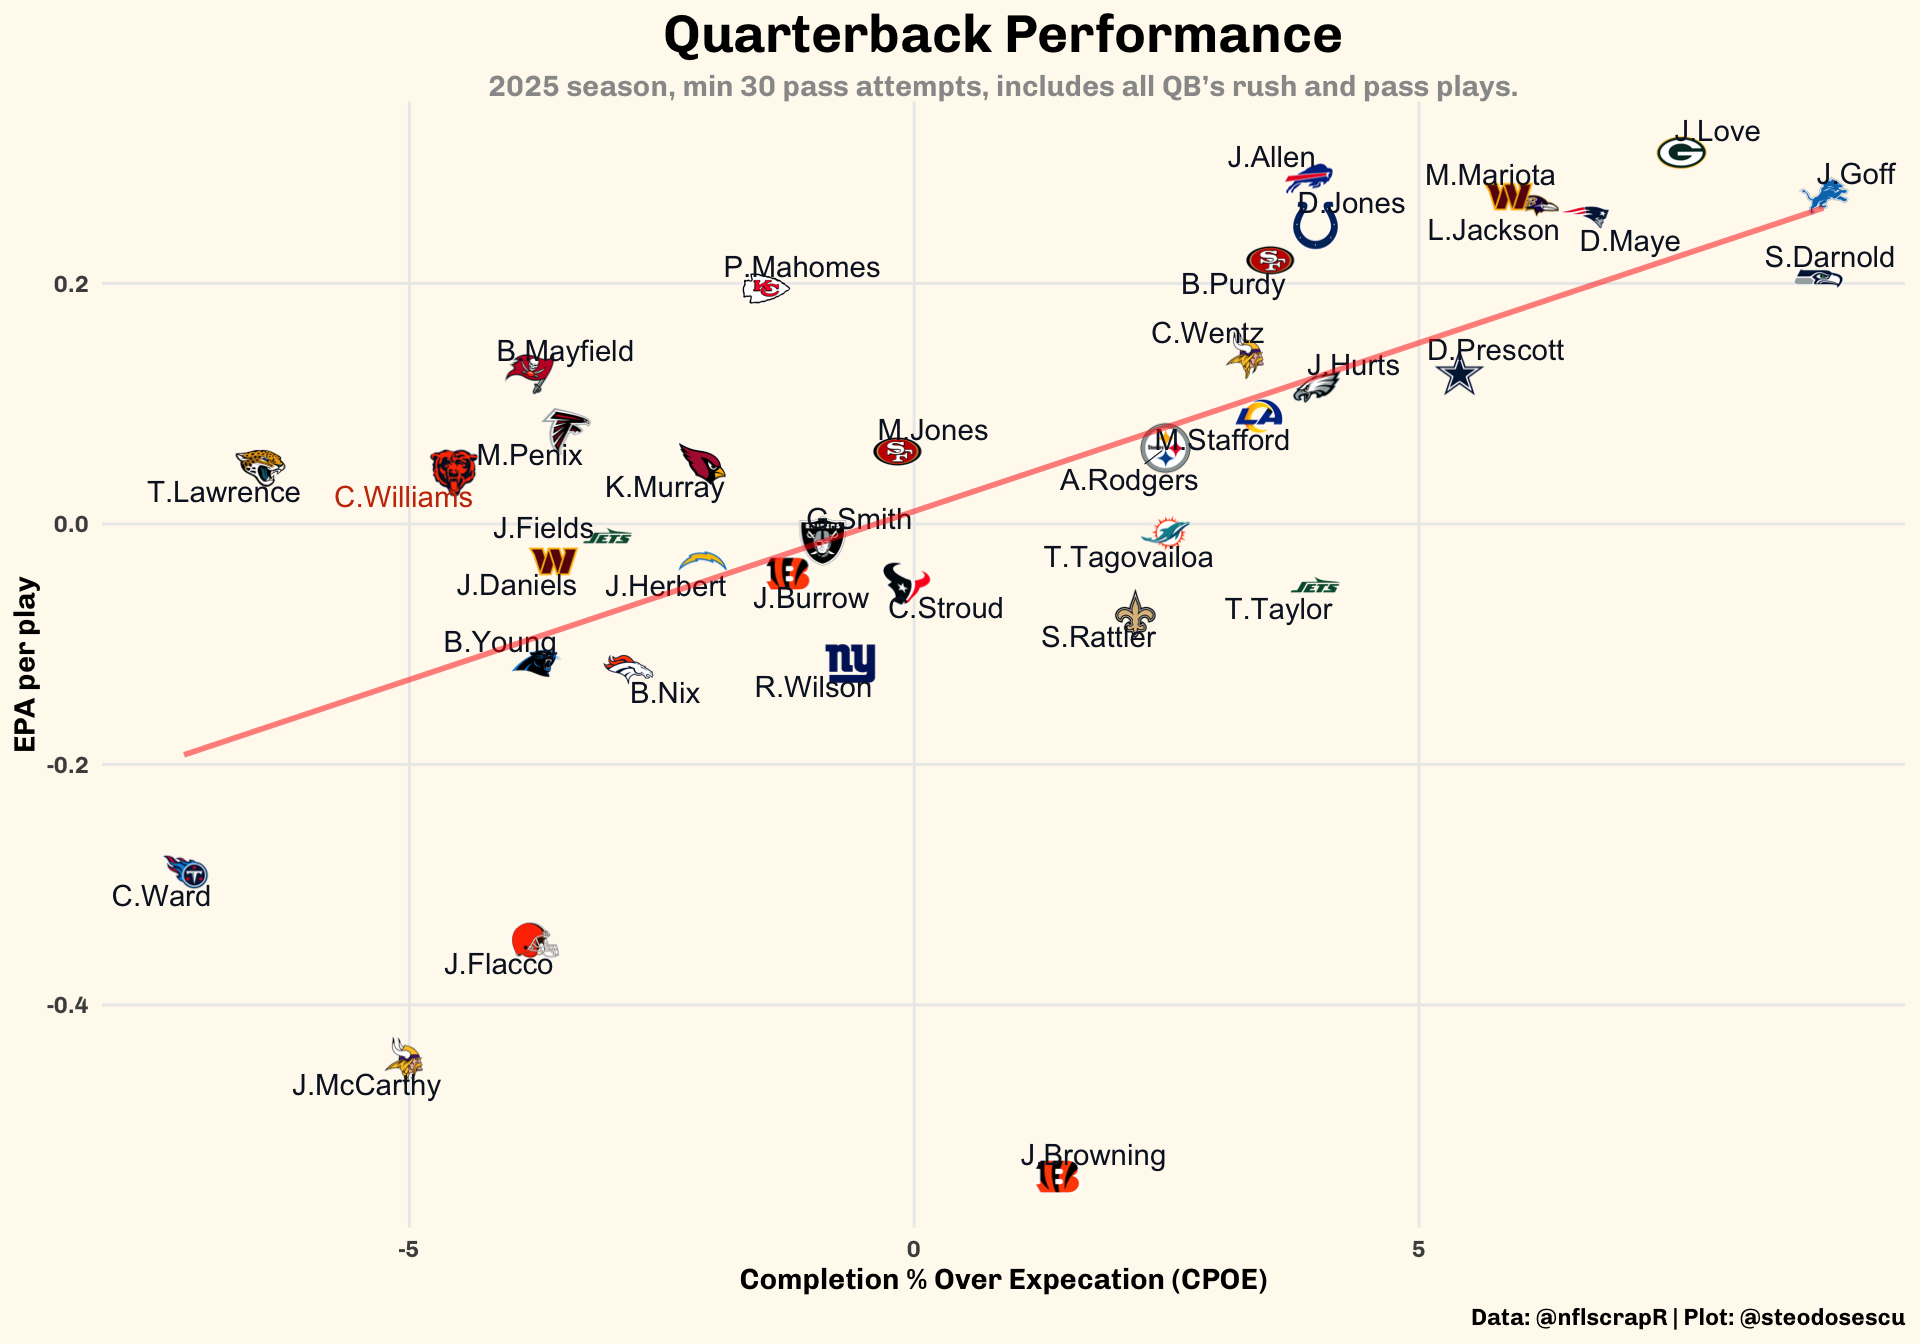 Quarterback Performance
2025 season, min 30 pass attempts, includes all QB's rush and pass plays.
J.Love
J.Allen
M.Mariota
J.Goff
D.Jones
L.Jackson
D.Maye
S.Darnold
P.Mahomes
B.Purdy
0.2
C.Wentz
B.Mayfield
J.Hurts
D.Prescott
M.Jones
M.Stafford
M.Penix
A.Rodgers
T.Lawrence
C.Williams
K.Murray
0.0
J.Fields
G.Smith
T.Tagovailoa
J.Daniels
J.Herbert
J.Burrow
C.Stroud
T.Taylor
JETS
JETS
B.Young
S.Rattler
ny
B.Nix
R.Wilson
EPA per play
-0.2
C.Ward
J.Flacco
-0.4
J.McCarthy
J.Browning
-5
0
5
Completion % Over Expecation (CPOE)
Data: @nflscrapR | Plot: @steodosescu